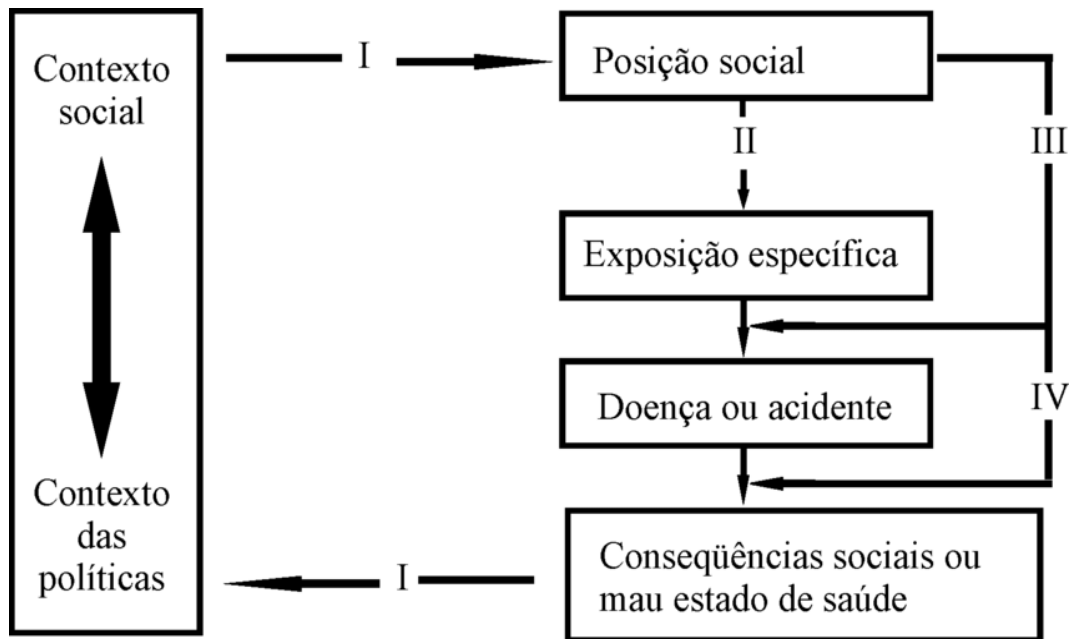 Contexto
social
Contexto
das
políticas
I
Posição social
II
III
Exposição específica
Doença ou acidente
IV
Conseqüências sociais ou
mau estado de saúde
I